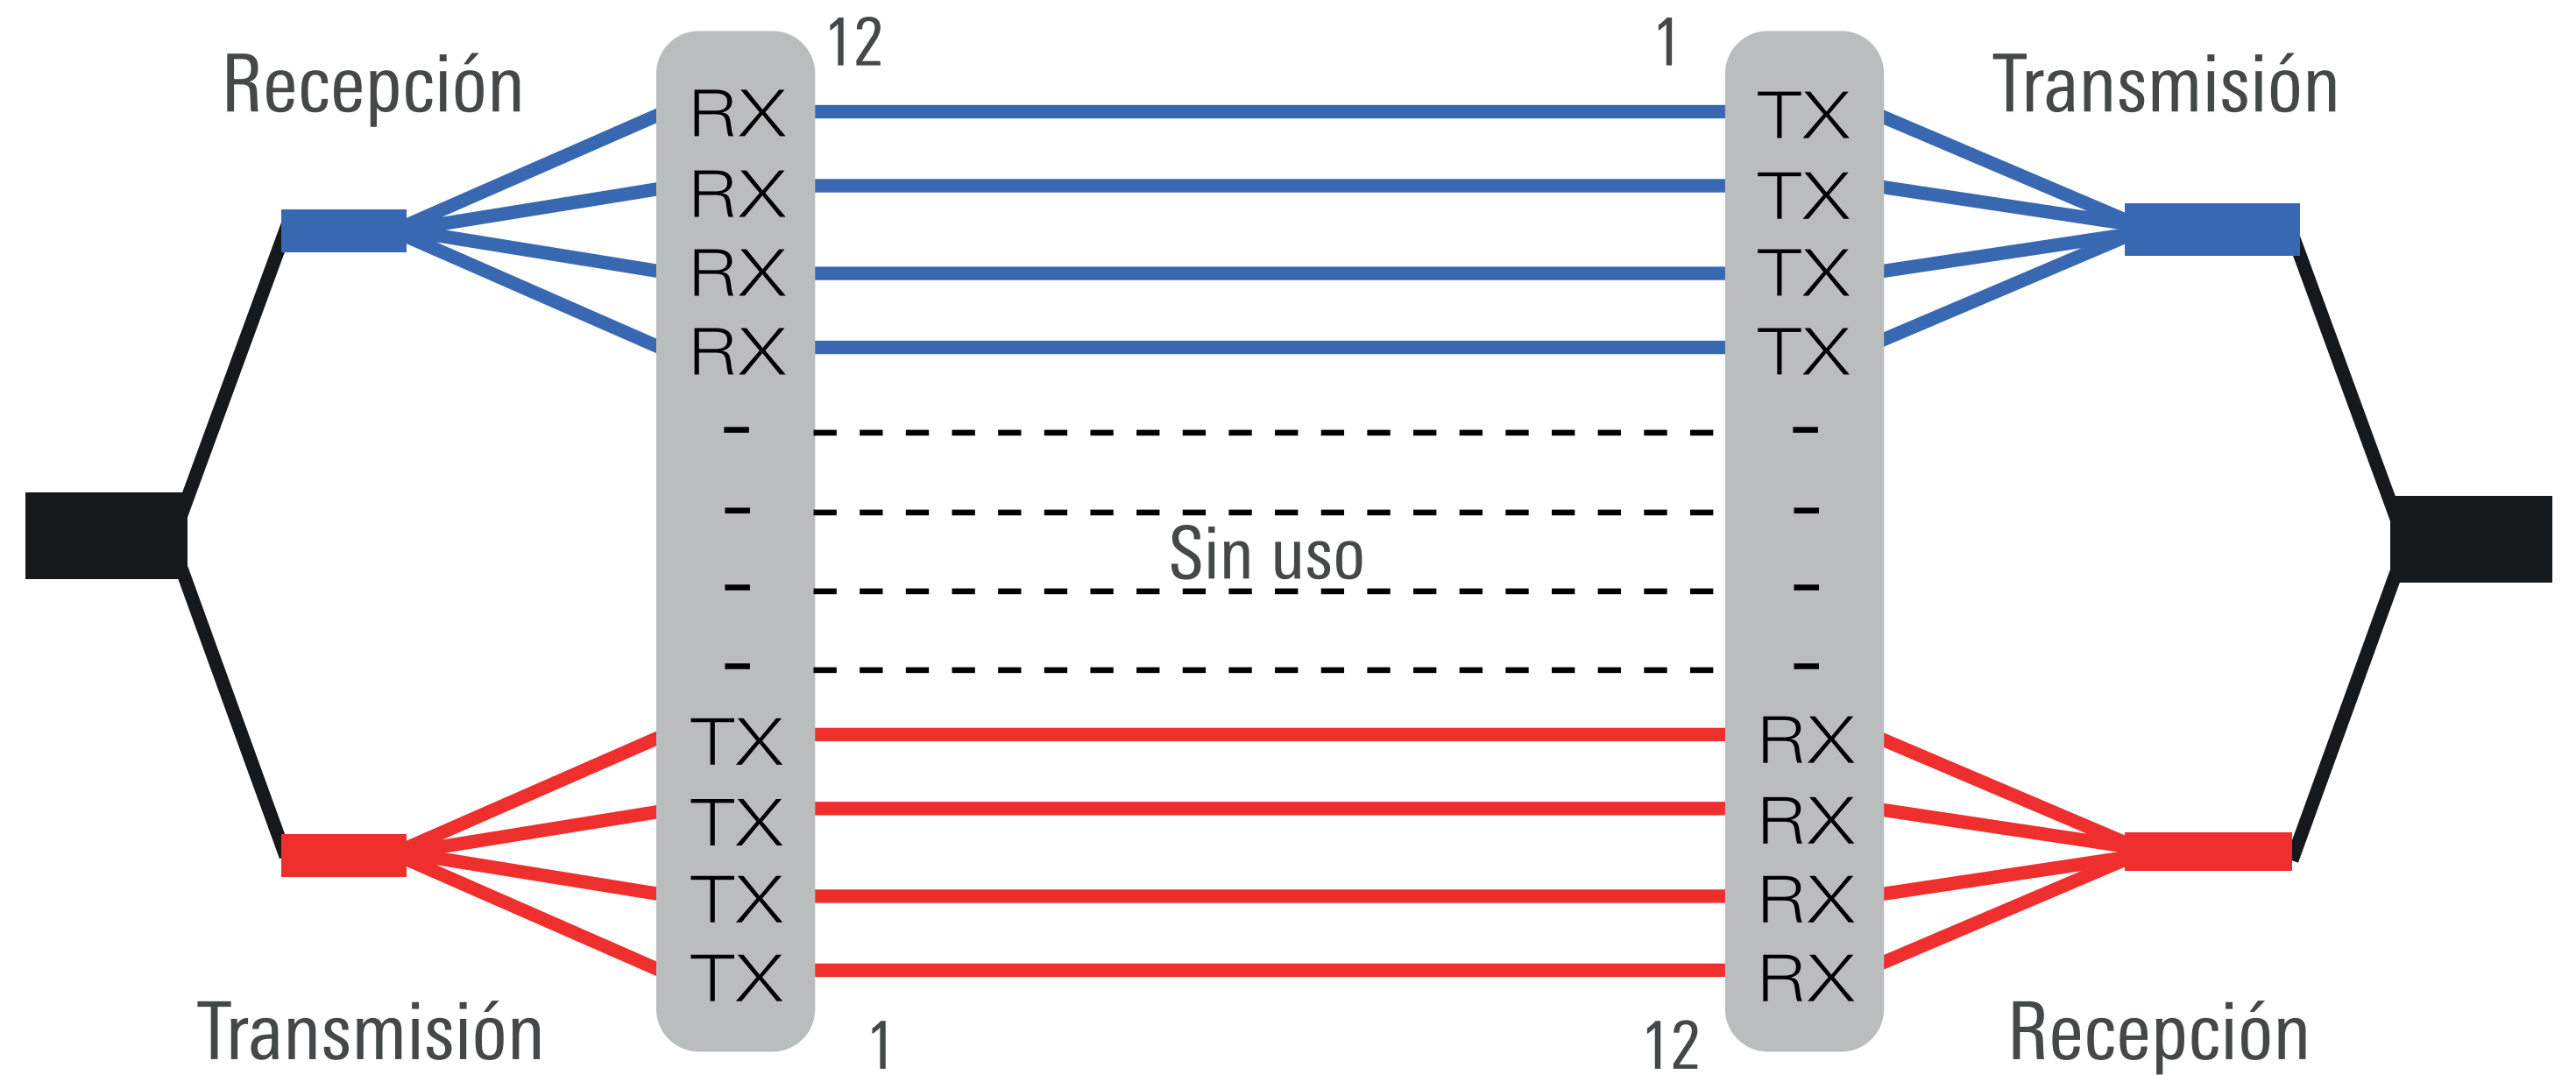 12 1
Recepción Transmisión
RX TX
RX TX
RX TX
RX TX
- -
- -
Sin uso
- -
- -
TX RX
TX RX
TX RX
TX RX
Transmisión Recepción
1 12